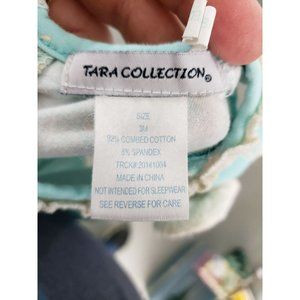 TARA COLLECTION®
SIZE
3M
92% COMBED COTTON
8% SPANDEX
TRCK# 20141004
MADE IN CHINA
NOT INTENDED FOR SLEEPWEAR
SEE REVERSE FOR CARE